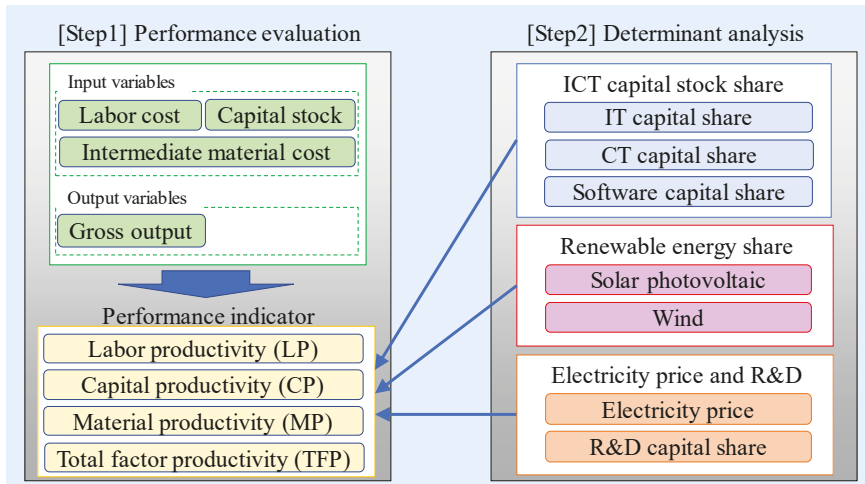 [Step1] Performance evaluation
Input variables
Labor cost
Capital stock
Intermediate material cost
Output variables
Gross output
Performance indicator
Labor productivity (LP)
Capital productivity (CP)
Material productivity (MP)
Total factor productivity (TFP)
[Step2] Determinant analysis
ICT capital stock share
IT capital share
CT capital share
Software capital share
Renewable energy share
Solar photovoltaic
Wind
Electricity price and R&D
Electricity price
R&D capital share